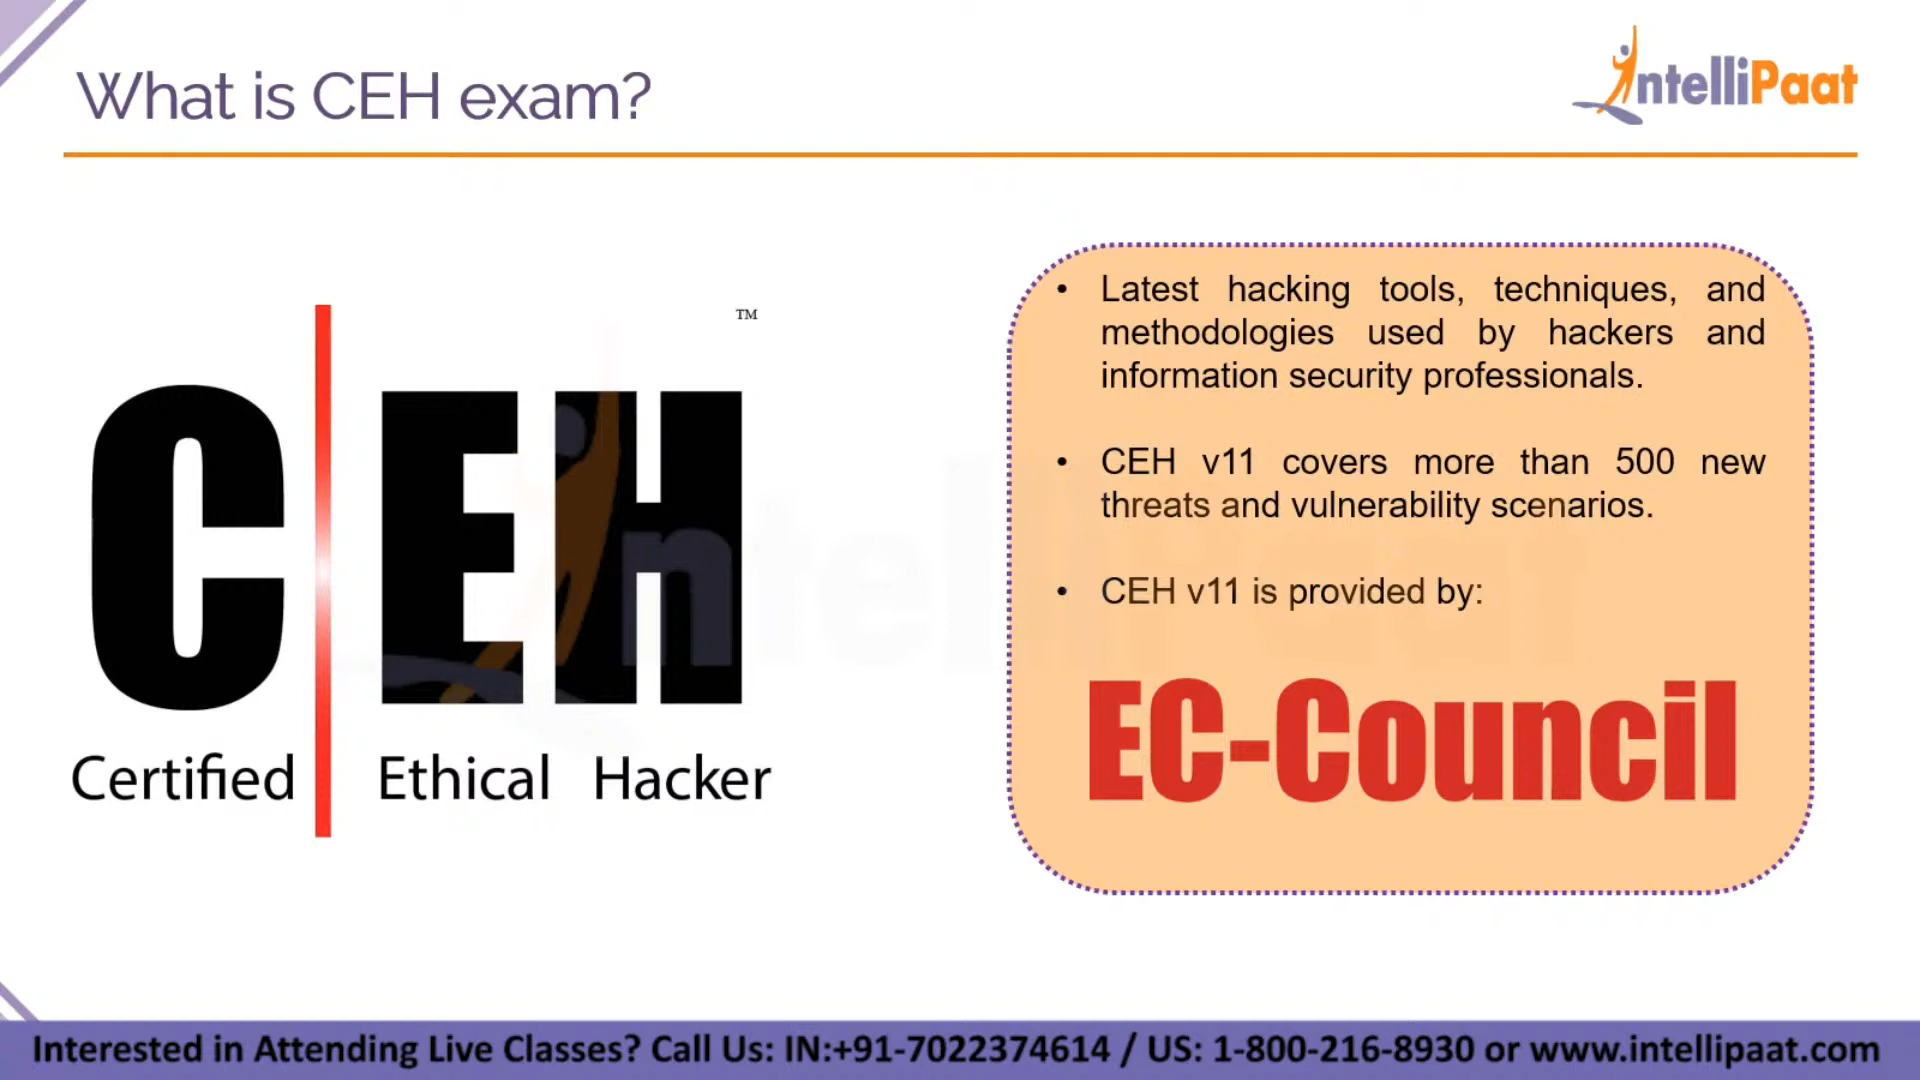 What is CEH exam?
IntelliPaat
TM
CEH
Certified Ethical Hacker
• Latest hacking tools, techniques, and
methodologies used by hackers and
information security professionals.
• CEH v11 covers more than 500 new
threats and vulnerability scenarios.
• CEH v11 is provided by:
EC-Council
IntelliPaat
Interested in Attending Live Classes? Call Us: IN:+91-7022374614 / US: 1-800-216-8930 or www.intellipaat.com